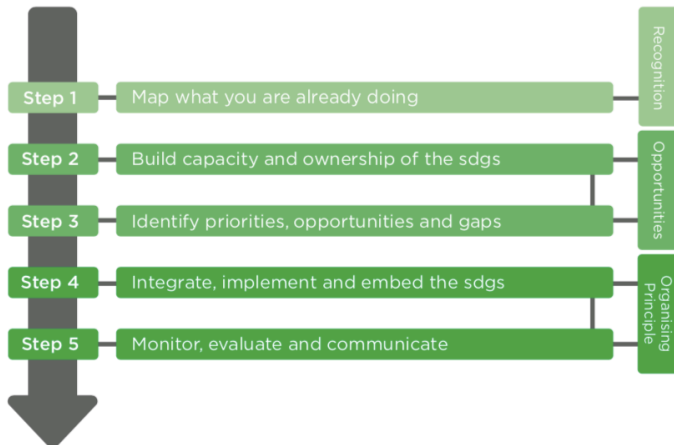 Step 1
Map what you are already doing
Recognition
Step 2
Build capacity and ownership of the sdgs
Step 3
Identify priorities, opportunities and gaps
Opportunities
Step 4
Integrate, implement and embed the sdgs
Step 5
Monitor, evaluate and communicate
Organising
Principle